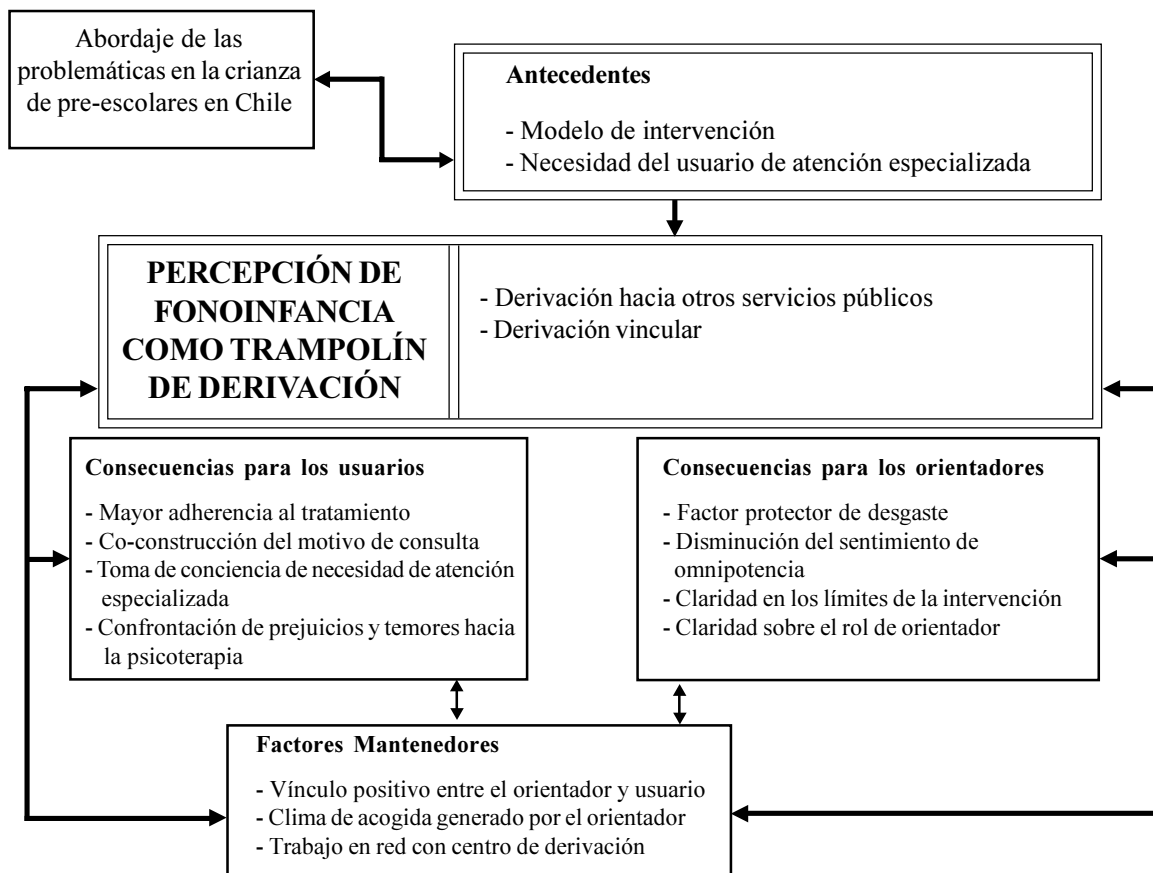 Abordaje de las
problemáticas en la crianza
de pre-escolares en Chile
Antecedentes
- Modelo de intervención
- Necesidad del usuario de atención especializada
PERCEPCIÓN DE
FONOINFANCIA
COMO TRAMPOLÍN
DE DERIVACIÓN
- Derivación hacia otros servicios públicos
- Derivación vincular
Consecuencias para los usuarios
- Mayor adherencia al tratamiento
- Co-construcción del motivo de consulta
- Toma de conciencia de necesidad de atención
especializada
- Confrontación de prejuicios y temores hacia
la psicoterapia
Consecuencias para los orientadores
- Factor protector de desgaste
- Disminución del sentimiento de
omnipotencia
- Claridad en los límites de la intervención
- Claridad sobre el rol de orientador
Factores Mantenedores
- Vínculo positivo entre el orientador y usuario
- Clima de acogida generado por el orientador
- Trabajo en red con centro de derivación